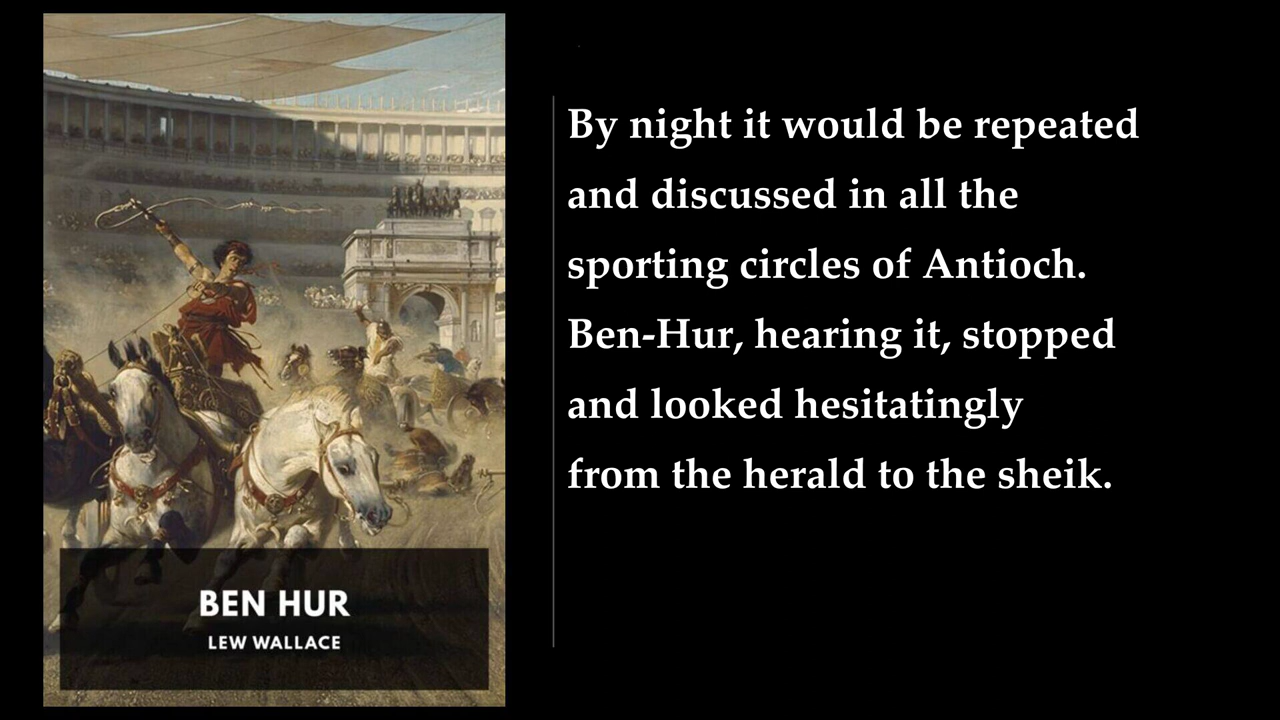 By night it would be repeated
and discussed in all the
sporting circles of Antioch.
Ben-Hur, hearing it, stopped
and looked hesitatingly
from the herald to the sheik.
BEN HUR
LEW WALLACE